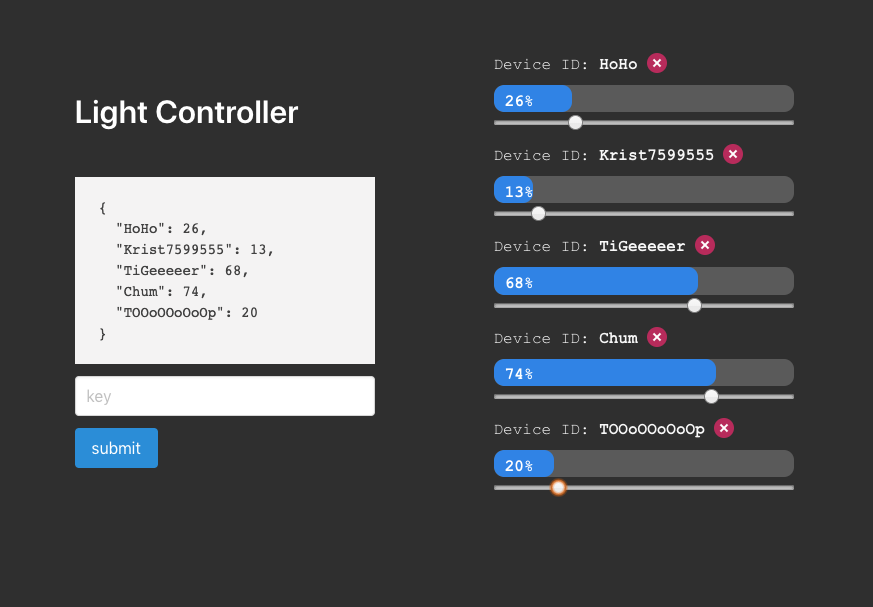 Light Controller
{
"HoHo": 26,
"Krist7599555": 13,
"TiGeeeeer": 68,
"Chum": 74,
"TOOoOOoOoOp": 20
}
key
submit
Device ID: HoHo
26%
Device ID: Krist7599555
13%
Device ID: TiGeeeeer
68%
Device ID: Chum
74%
Device ID: TOOoOOoOoOp
20%